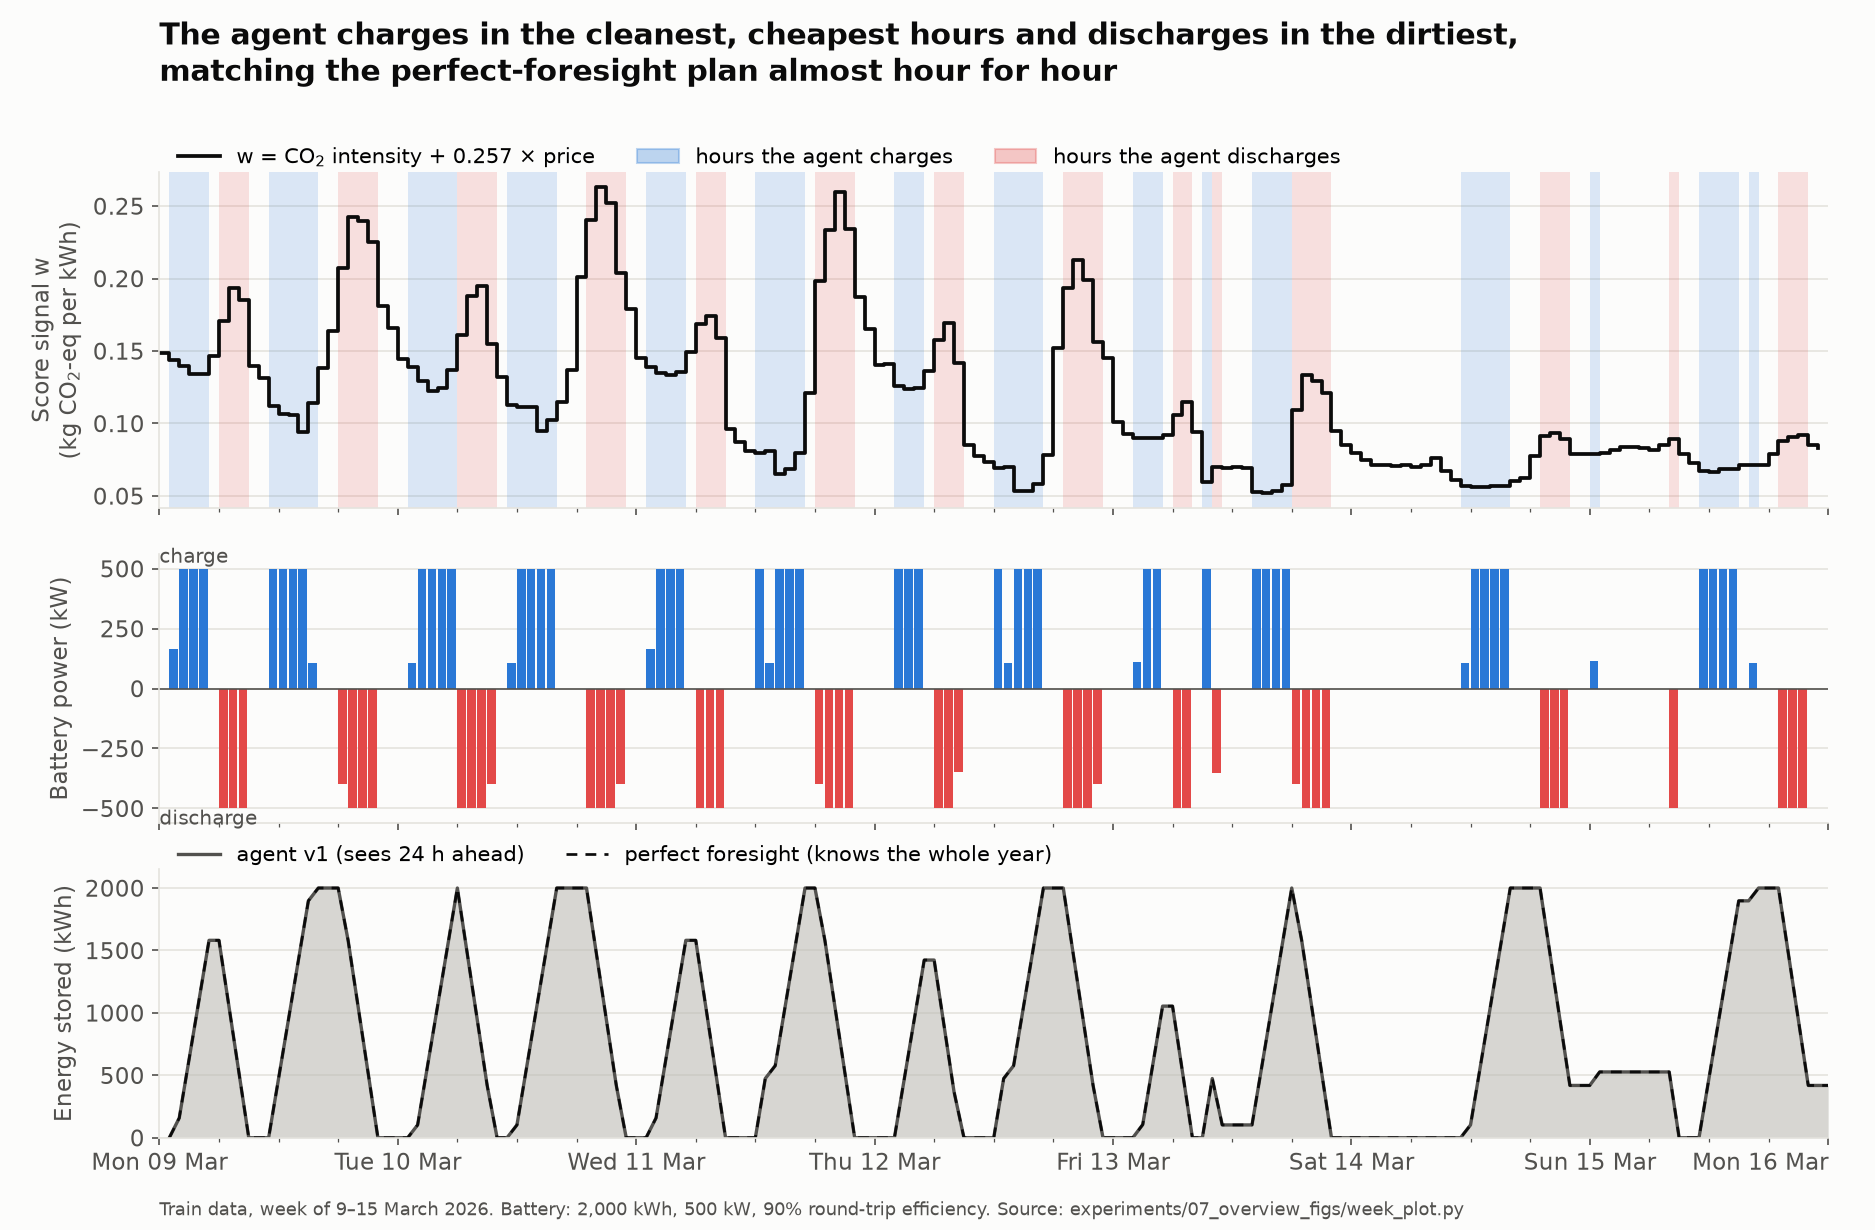 The agent charges in the cleanest, cheapest hours and discharges in the dirtiest,
matching the perfect-foresight plan almost hour for hour
w = CO₂ intensity + 0.257 × price
hours the agent charges
hours the agent discharges
Score signal w
(kg CO₂-eq per kWh)
0.25
0.20
0.15
0.10
0.05
charge
Battery power (kW)
500
250
0
−250
−500
discharge
agent v1 (sees 24 h ahead)
perfect foresight (knows the whole year)
Energy stored (kWh)
2000
1500
1000
500
0
Mon 09 Mar
Tue 10 Mar
Wed 11 Mar
Thu 12 Mar
Fri 13 Mar
Sat 14 Mar
Sun 15 Mar
Mon 16 Mar
Train data, week of 9–15 March 2026. Battery: 2,000 kWh, 500 kW, 90% round-trip efficiency. Source: experiments/07_overview_figs/week_plot.py